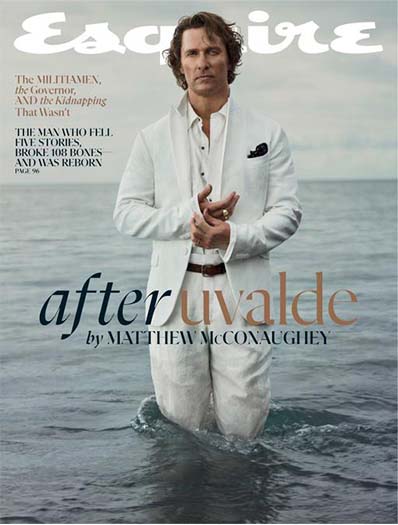 Esquire
The MILITIAMEN,
the Governor,
AND the Kidnapping
That Wasn't
THE MAN WHO FELL
FIVE STORIES,
BROKE 108 BONES—
AND WAS REBORN
PAGE 96
after uvalde
by MATTHEW McCONAUGHEY